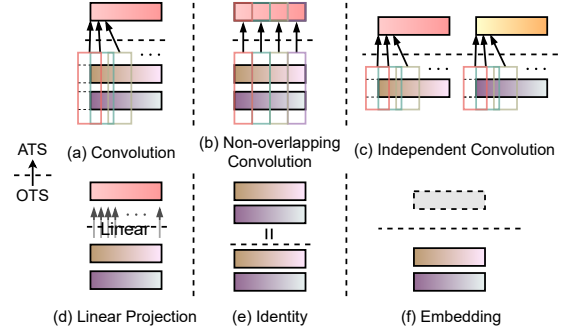 (a) Convolution
(b) Non-overlapping
Convolution
(c) Independent Convolution
ATS
OTS
Linear
(d) Linear Projection
(e) Identity
(f) Embedding